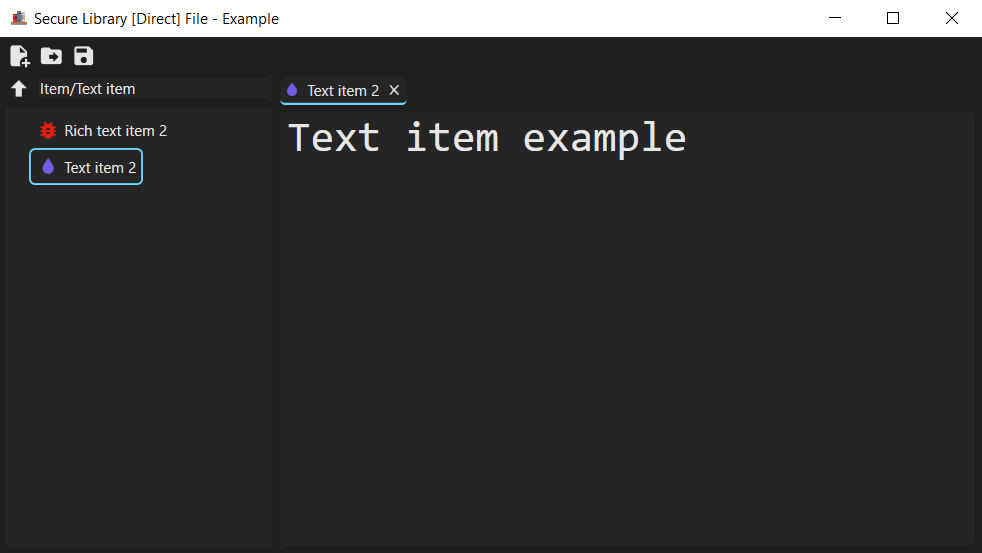 Secure Library [Direct] File - Example
Item/Text item
Rich text item 2
Text item 2
Text item 2
Text item example